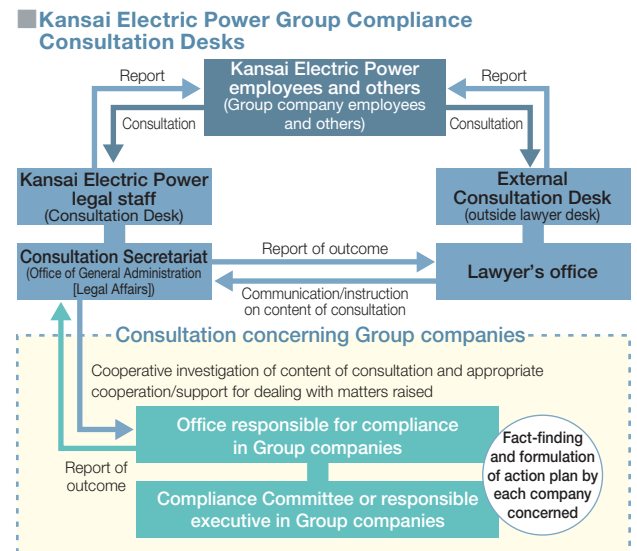 Kansai Electric Power Group Compliance
Consultation Desks
Kansai Electric Power
employees and others
(Group company employees
and others)
Report
Report
Consultation
Consultation
Kansai Electric Power
legal staff
(Consultation Desk)
External
Consultation Desk
(outside lawyer desk)
Consultation Secretariat
(Office of General Administration
[Legal Affairs])
Report of outcome
Lawyer's office
Communication/instruction
on content of consultation
Consultation concerning Group companies
Cooperative investigation of content of consultation and appropriate
cooperation/support for dealing with matters raised
Office responsible for compliance
in Group companies
Report of
outcome
Compliance Committee or responsible
executive in Group companies
Fact-finding
and formulation
of action plan by
each company
concerned